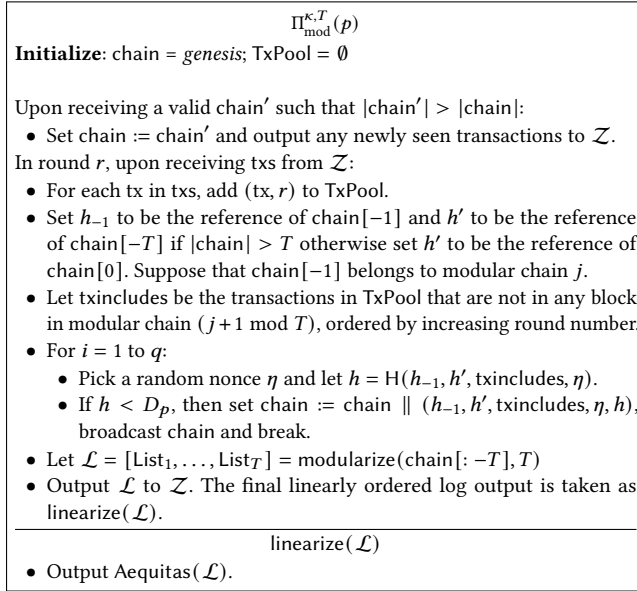 Π^{κ,T}_{mod}(p)
Initialize: chain = genesis; TxPool = ∅
Upon receiving a valid chain′ such that |chain′| > |chain|:
• Set chain := chain′ and output any newly seen transactions to 𝒵.
In round r, upon receiving txs from 𝒵:
• For each tx in txs, add (tx, r) to TxPool.
• Set h₋₁ to be the reference of chain[−1] and h′ to be the reference
of chain[−T] if |chain| > T otherwise set h′ to be the reference of
chain[0]. Suppose that chain[−1] belongs to modular chain j.
• Let txincludes be the transactions in TxPool that are not in any block
in modular chain (j+1 mod T), ordered by increasing round number.
• For i = 1 to q:
• Pick a random nonce η and let h = H(h₋₁, h′, txincludes, η).
• If h < D_p, then set chain := chain ∥ (h₋₁, h′, txincludes, η, h),
broadcast chain and break.
• Let ℒ = [List₁, . . . , List_T] = modularize(chain[: −T], T)
• Output ℒ to 𝒵. The final linearly ordered log output is taken as
linearize(ℒ).
linearize(ℒ)
• Output Aequitas(ℒ).